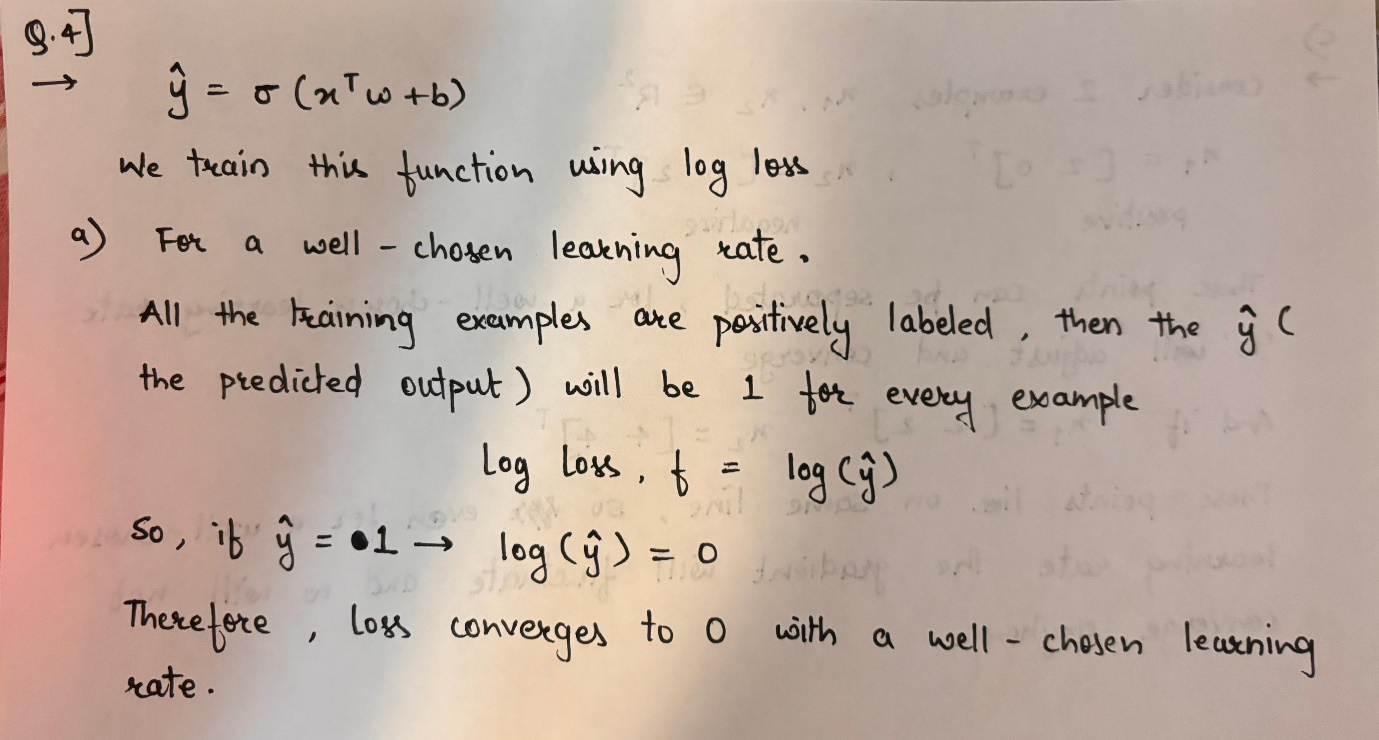 Q.4]
→ ŷ = σ (xᵀw +b)
We train this function using log loss
a) For a well - chosen learning rate.
All the training examples are positively labeled, then the ŷ (
the predicted output) will be 1 for every example
Log Loss, f = log (ŷ)
So, if ŷ = 1 → log (ŷ) = 0
Therefore, loss converges to 0 with a well - chosen learning
rate.